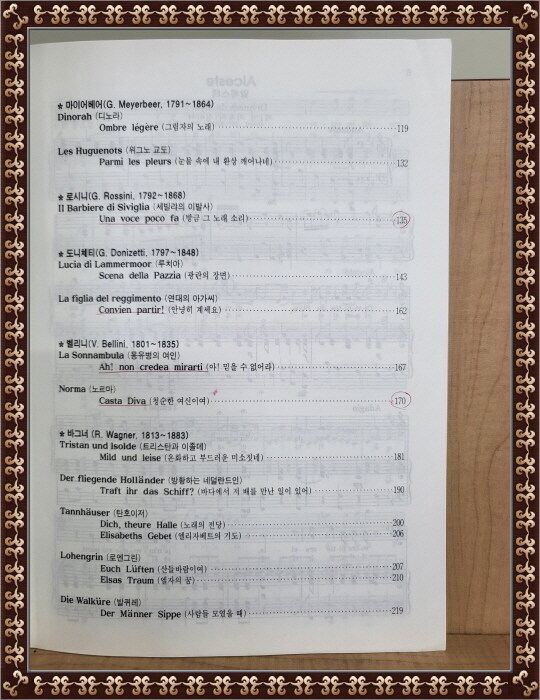 ★ 마이어베어(G. Meyerbeer, 1791~1864)
Dinorah (디노라)
Ombre légère (그림자의 노래) 119
Les Huguenots (위그노 교도)
Parmi les pleurs (눈물 속에 내 환상 깨어나네) 132
★ 로시니(G. Rossini, 1792~1868)
Il Barbiere di Siviglia (세빌랴의 이발사)
Una voce poco fa (방금 그 노래 소리) 135
★ 도니체티(G. Donizetti, 1797~1848)
Lucia di Lammermoor (루치아)
Scena della Pazzia (광란의 장면) 143
La figlia del reggimento (연대의 아가씨)
Convien partir! (안녕히 계세요) 162
★ 벨리니(V. Bellini, 1801~1835)
La Sonnambula (몽유병의 여인)
Ah! non credea mirarti (아! 믿을 수 없어라) 167
Norma (노르마)
Casta Diva (청순한 여신이여) 170
★ 바그너 (R. Wagner, 1813~1883)
Tristan und Isolde (트리스탄과 이졸데)
Mild und leise (온화하고 부드러운 미소짓네) 181
Der fliegende Holländer (방황하는 네덜란드인)
Traft ihr das Schiff? (바다에서 저 배를 만난 일이 있어) 190
Tannhäuser (탄호이저)
Dich, theure Halle (노래의 전당) 200
Elisabeths Gebet (엘리자베트의 기도) 206
Lohengrin (로엔그린)
Euch Lüften (산들바람이여) 207
Elsas Traum (엘자의 꿈) 210
Die Walküre (발퀴레)
Der Männer Sippe (사람들 모였을 때) 219